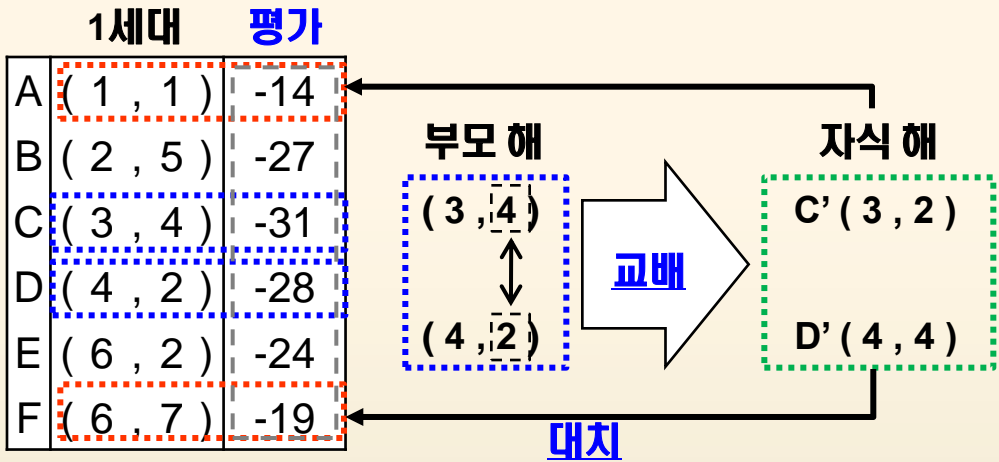 1세대 평가
A ( 1 , 1 ) -14
B ( 2 , 5 ) -27
C ( 3 , 4 ) -31
D ( 4 , 2 ) -28
E ( 6 , 2 ) -24
F ( 6 , 7 ) -19
부모 해
( 3 , 4 )
( 4 , 2 )
교배
자식 해
C’ ( 3 , 2 )
D’ ( 4 , 4 )
대치